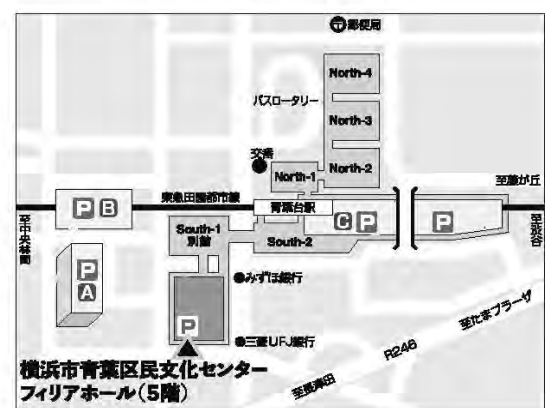 〒郵便局
North-4
バスロータリー
North-3
交番
North-1
North-2
至藤が丘
東急田園都市線
青葉台駅
P B
C P
P
至中央林間
至渋谷
South-1
別館
South-2
P
A
みずほ銀行
P
三菱UFJ銀行
至たまプラーザ
R246
至長津田
横浜市青葉区民文化センター
フィリアホール(5階)